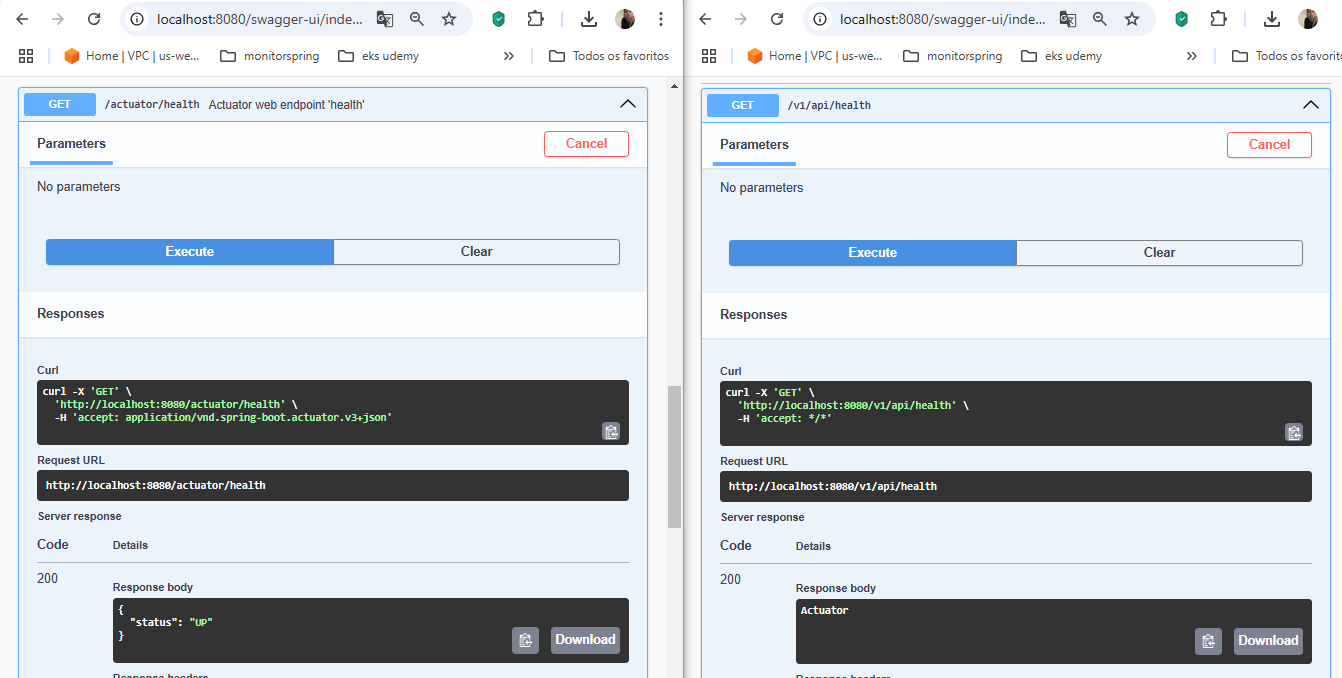 localhost:8080/swagger-ui/inde...
Home | VPC | us-we...
monitorspring
eks udemy
»
Todos os favoritos
GET
/actuator/health
Actuator web endpoint 'health'
Parameters
Cancel
No parameters
Execute
Clear
Responses
Curl
curl -X 'GET' \
'http://localhost:8080/actuator/health' \
-H 'accept: application/vnd.spring-boot.actuator.v3+json'
Request URL
http://localhost:8080/actuator/health
Server response
Code
Details
200
Response body
{
"status": "UP"
}
Download
Response headers
localhost:8080/swagger-ui/inde...
Home | VPC | us-we...
monitorspring
eks udemy
»
Todos os favorit
GET
/v1/api/health
Parameters
Cancel
No parameters
Execute
Clear
Responses
Curl
curl -X 'GET' \
'http://localhost:8080/v1/api/health' \
-H 'accept: */*'
Request URL
http://localhost:8080/v1/api/health
Server response
Code
Details
200
Response body
Actuator
Download
Response headers